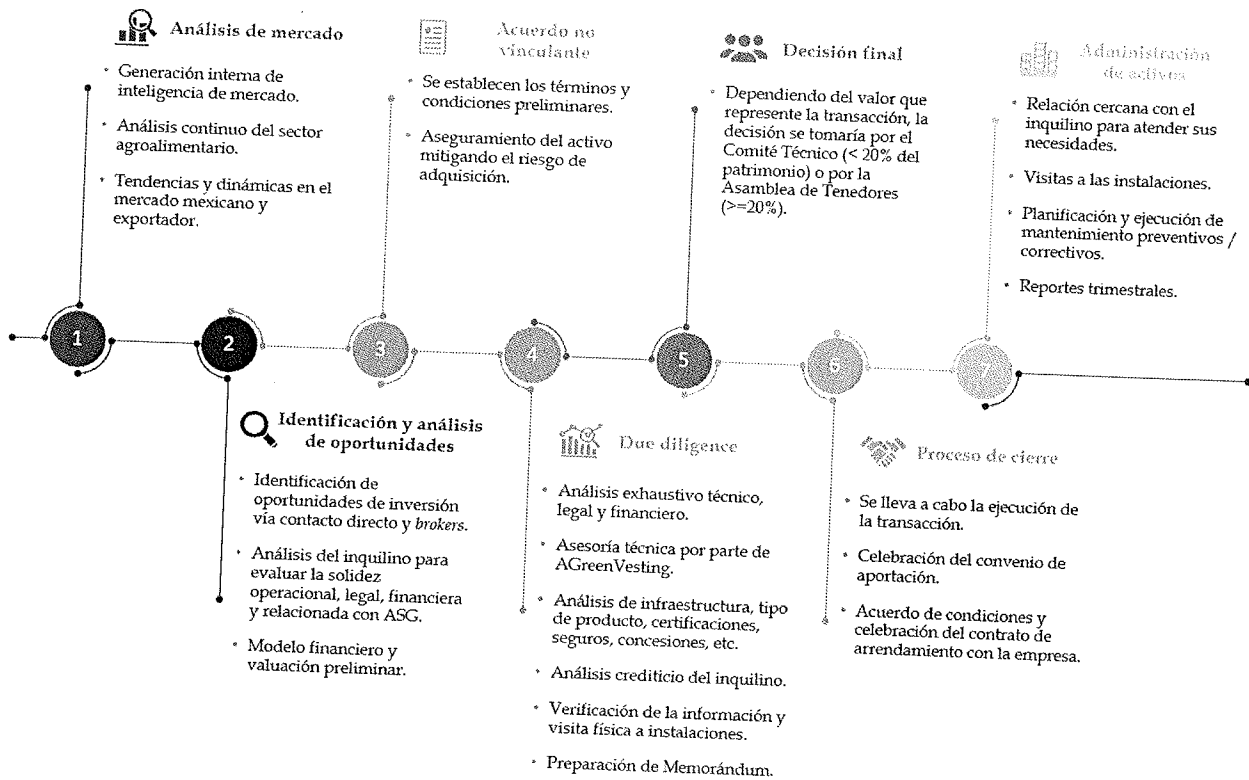 Análisis de mercado
• Generación interna de
inteligencia de mercado.
• Análisis continuo del sector
agroalimentario.
• Tendencias y dinámicas en el
mercado mexicano y
exportador.
Acuerdo no
vinculante
• Se establecen los términos y
condiciones preliminares.
• Aseguramiento del activo
mitigando el riesgo de
adquisición.
Decisión final
• Dependiendo del valor que
represente la transacción, la
decisión se tomaría por el
Comité Técnico (< 20% del
patrimonio) o por la
Asamblea de Tenedores
(>=20%).
Administración
de activos
• Relación cercana con el
inquilino para atender sus
necesidades.
• Visitas a las instalaciones.
• Planificación y ejecución de
mantenimiento preventivos /
correctivos.
• Reportes trimestrales.
1
2
3
4
5
6
7
Identificación y análisis
de oportunidades
• Identificación de
oportunidades de inversión
vía contacto directo y brokers.
• Análisis del inquilino para
evaluar la solidez
operacional, legal, financiera
y relacionada con ASG.
• Modelo financiero y
valuación preliminar.
Due diligence
• Análisis exhaustivo técnico,
legal y financiero.
• Asesoría técnica por parte de
AGreenVesting.
• Análisis de infraestructura, tipo
de producto, certificaciones,
seguros, concesiones, etc.
• Análisis crediticio del inquilino.
• Verificación de la información y
visita física a instalaciones.
• Preparación de Memorándum.
Proceso de cierre
• Se lleva a cabo la ejecución de
la transacción.
• Celebración del convenio de
aportación.
• Acuerdo de condiciones y
celebración del contrato de
arrendamiento con la empresa.